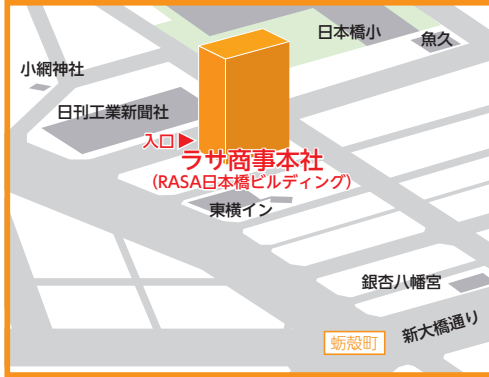 日本橋小
魚久
小網神社
日刊工業新聞社
入口▶
ラサ商事本社
(RASA日本橋ビルディング)
東横イン
銀杏八幡宮
新大橋通り
蛎殻町